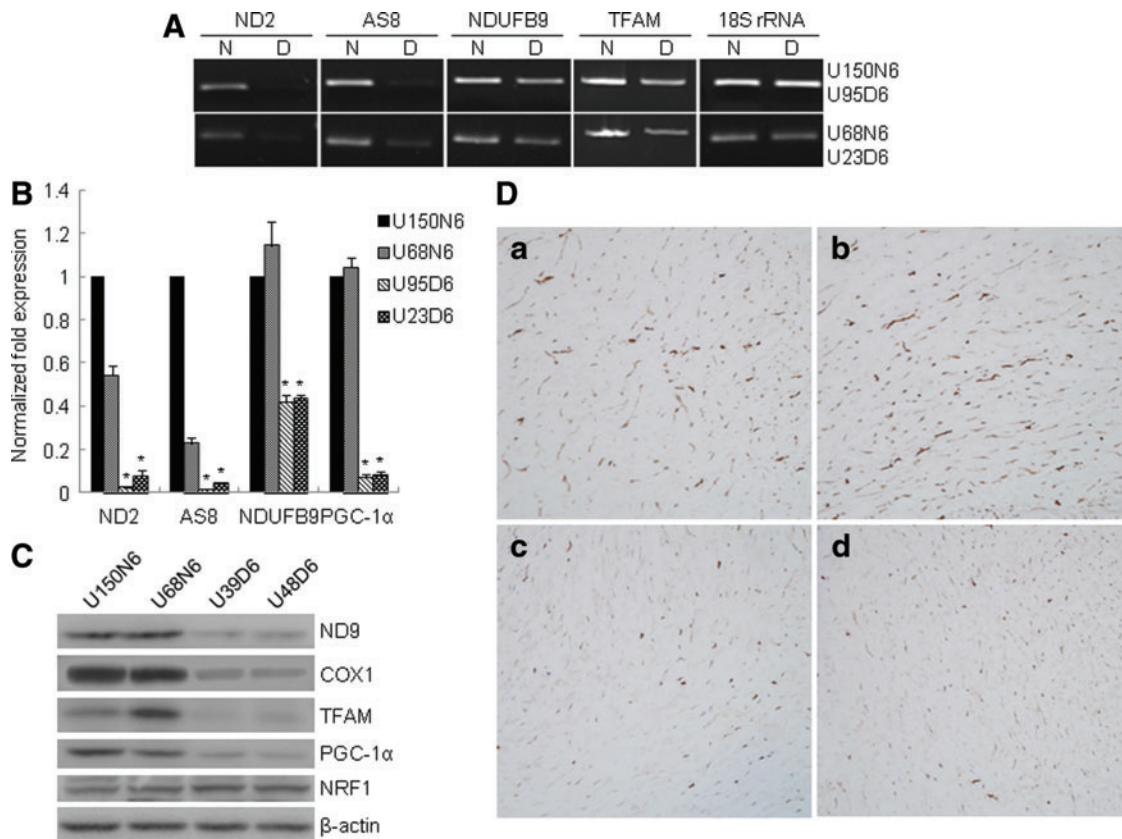 A
ND2 AS8 NDUFB9 TFAM 18S rRNA
N D N D N D N D N D
U150N6
U95D6
U68N6
U23D6
B
Normalized fold expression
1.4
1.2
1
0.8
0.6
0.4
0.2
0
* * * * * * * *
ND2 AS8 NDUFB9 PGC-1α
U150N6
U68N6
U95D6
U23D6
C
U150N6 U68N6 U39D6 U48D6
ND9
COX1
TFAM
PGC-1α
NRF1
β-actin
D
a b
c d